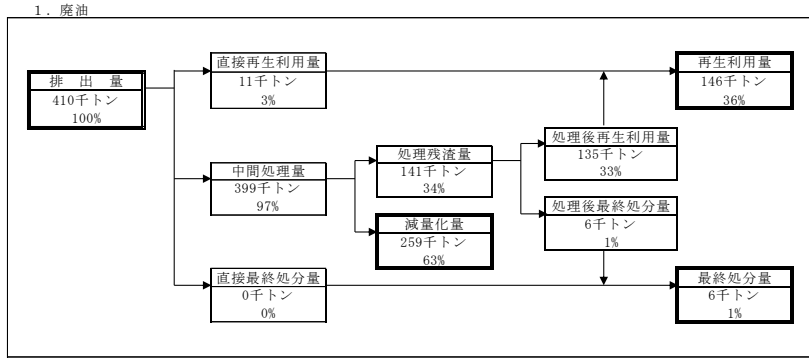 １．廃油
排出量
410千トン
100%
直接再生利用量
11千トン
3%
再生利用量
146千トン
36%
中間処理量
399千トン
97%
処理残渣量
141千トン
34%
処理後再生利用量
135千トン
33%
減量化量
259千トン
63%
処理後最終処分量
6千トン
1%
直接最終処分量
0千トン
0%
最終処分量
6千トン
1%